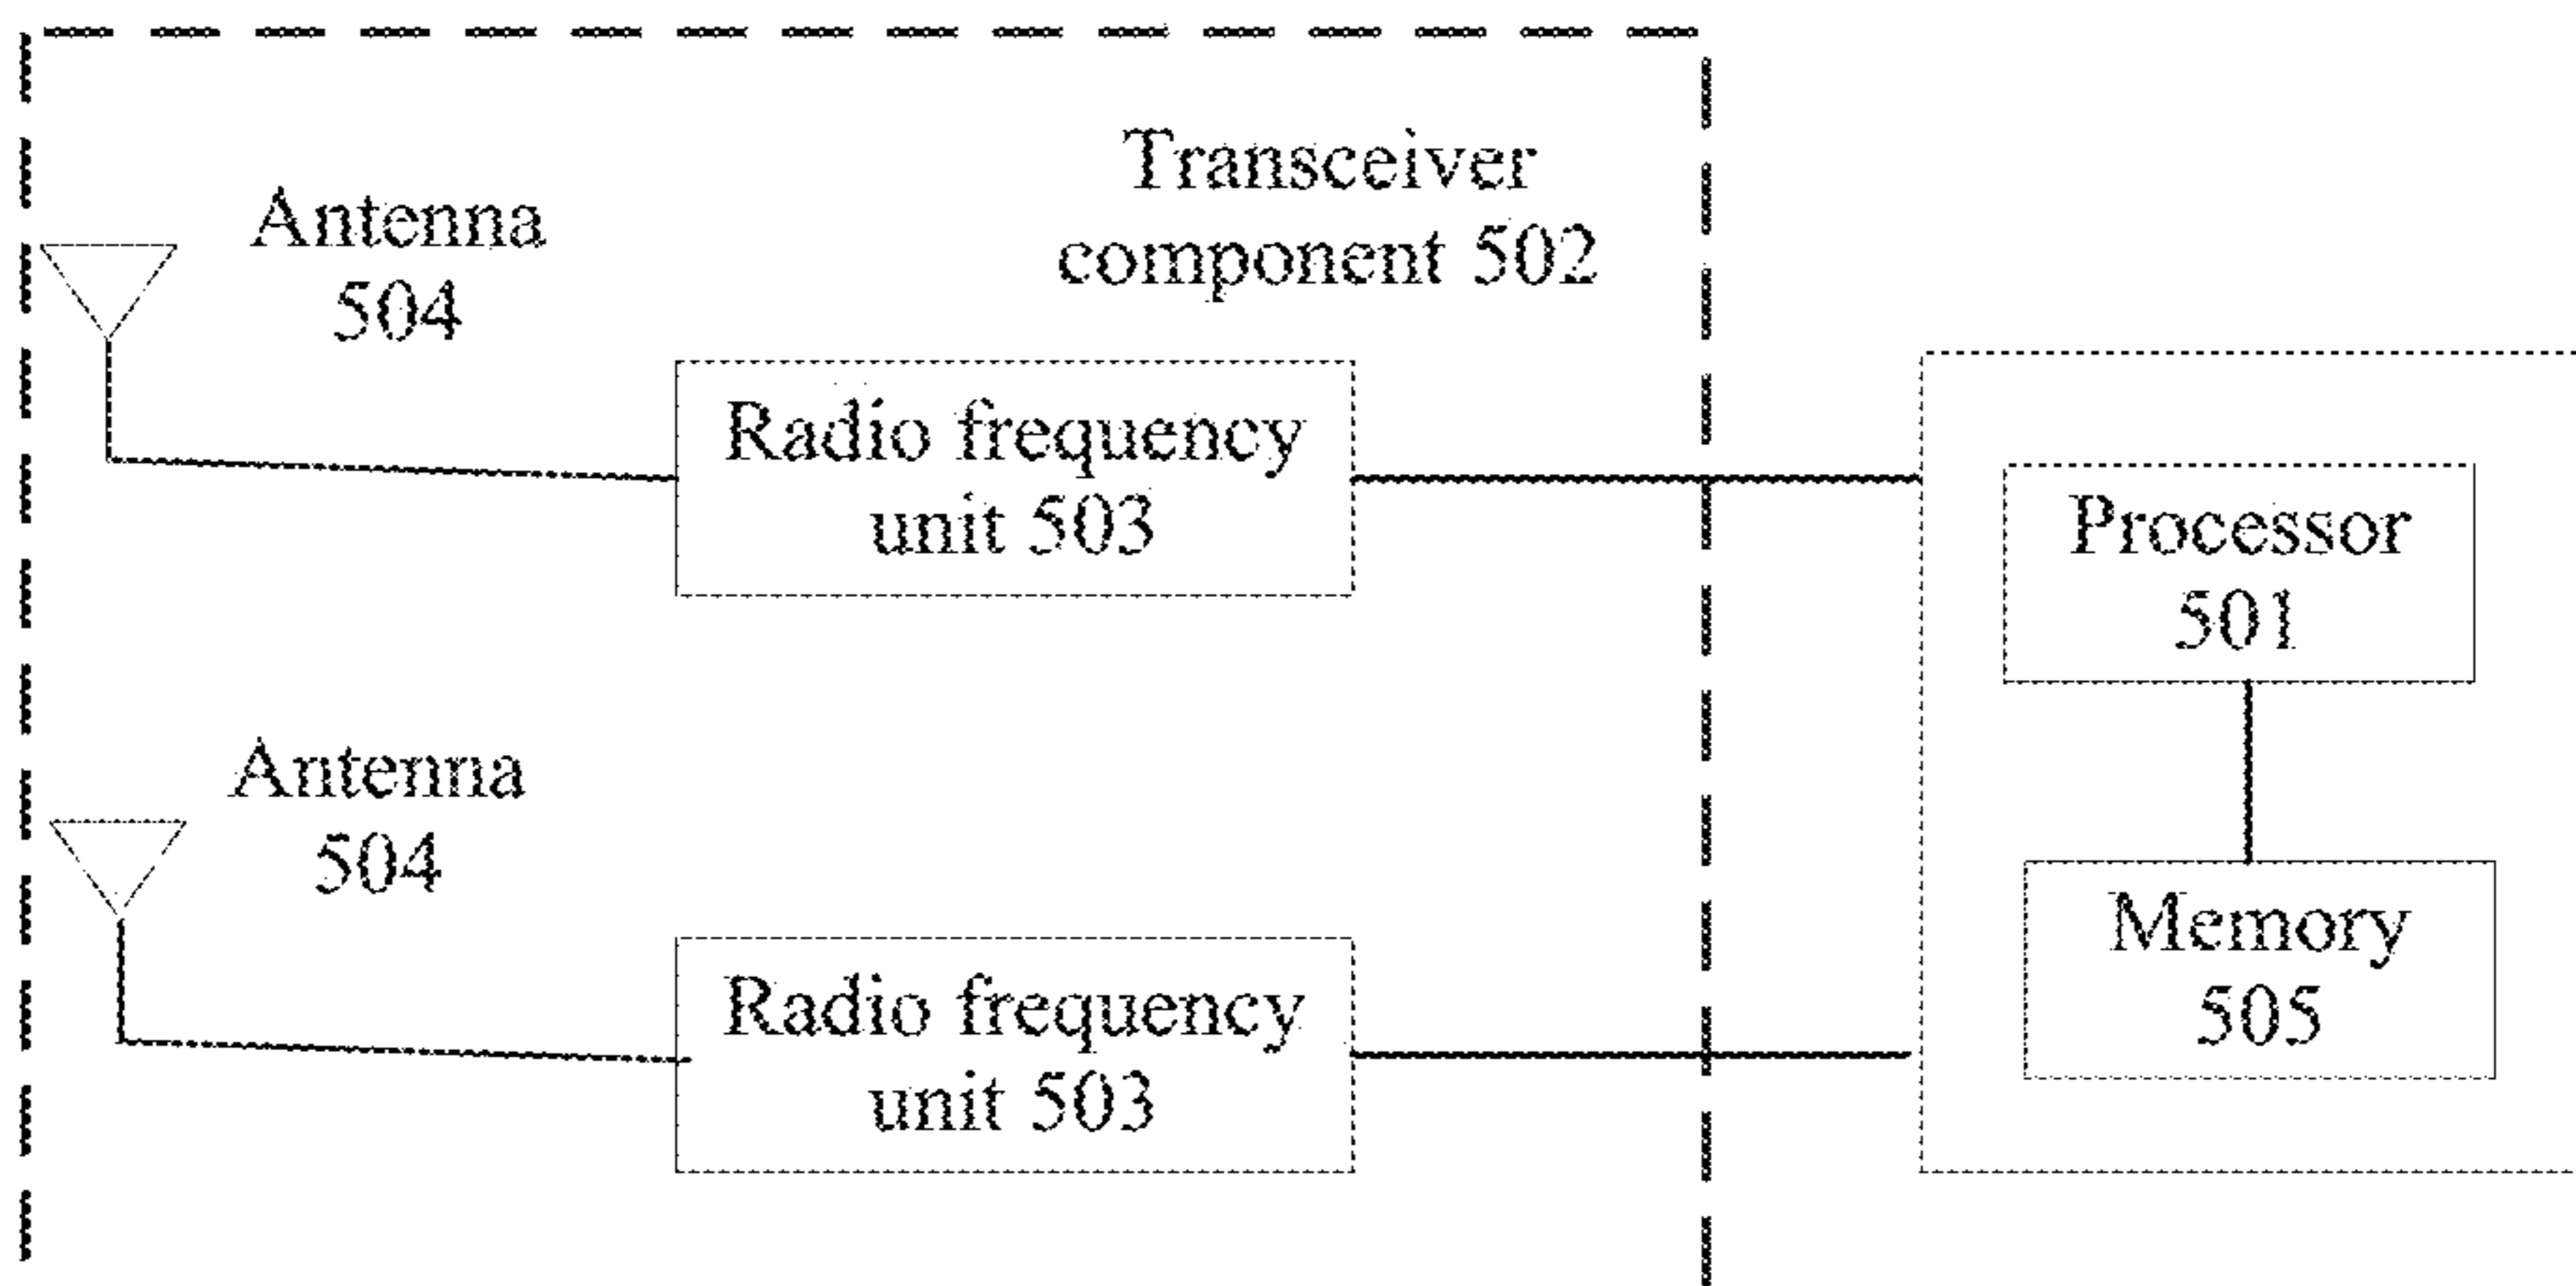 Transceiver
component 502
Antenna
504
Radio frequency
unit 503
Processor
501
Antenna
504
Memory
505
Radio frequency
unit 503